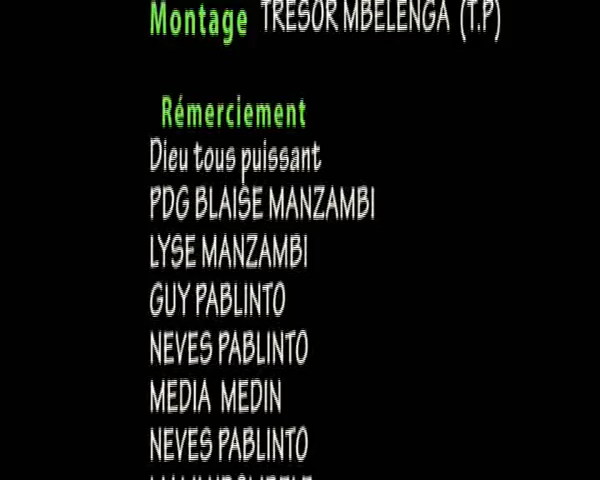 Montage TRESOR MBELENGA (T.P)
Rémerciement
Dieu tous puissant
PDG BLAISE MANZAMBI
LYSE MANZAMBI
GUY PABLINTO
NEVES PABLINTO
MEDIA MEDIN
NEVES PABLINTO